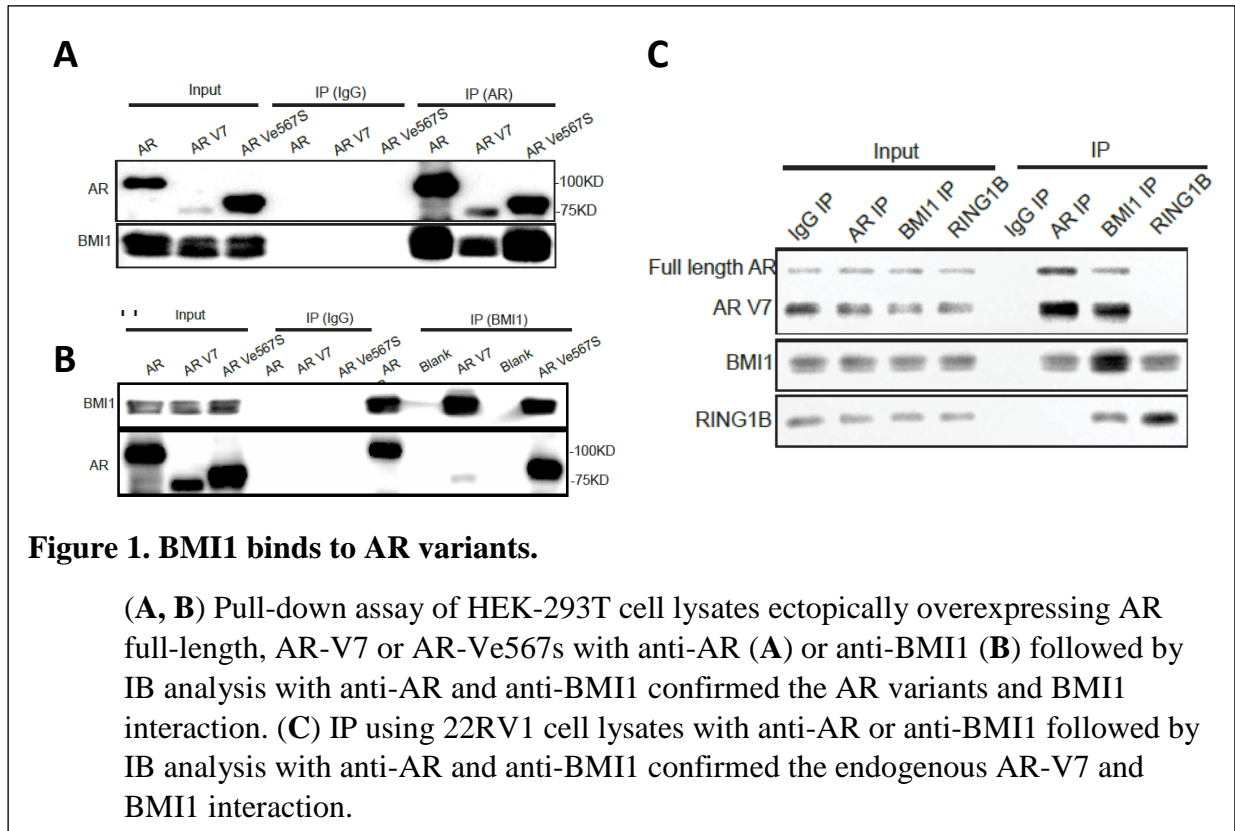 A
Input IP (IgG) IP (AR)
AR AR V7 AR Ve567S AR AR V7 AR Ve567S AR AR V7 AR Ve567S
AR
-100KD
-75KD
BMI1
B
Input IP (IgG) IP (BMI1)
AR AR V7 AR Ve567S AR AR V7 AR Ve567S AR Blank AR V7 Blank AR Ve567S
BMI1
AR
-100KD
-75KD
C
Input IP
IgG IP AR IP BMI1 IP RING1B IgG IP AR IP BMI1 IP RING1B
Full length AR
AR V7
BMI1
RING1B
Figure 1. BMI1 binds to AR variants.
(A, B) Pull-down assay of HEK-293T cell lysates ectopically overexpressing AR
full-length, AR-V7 or AR-Ve567s with anti-AR (A) or anti-BMI1 (B) followed by
IB analysis with anti-AR and anti-BMI1 confirmed the AR variants and BMI1
interaction. (C) IP using 22RV1 cell lysates with anti-AR or anti-BMI1 followed by
IB analysis with anti-AR and anti-BMI1 confirmed the endogenous AR-V7 and
BMI1 interaction.